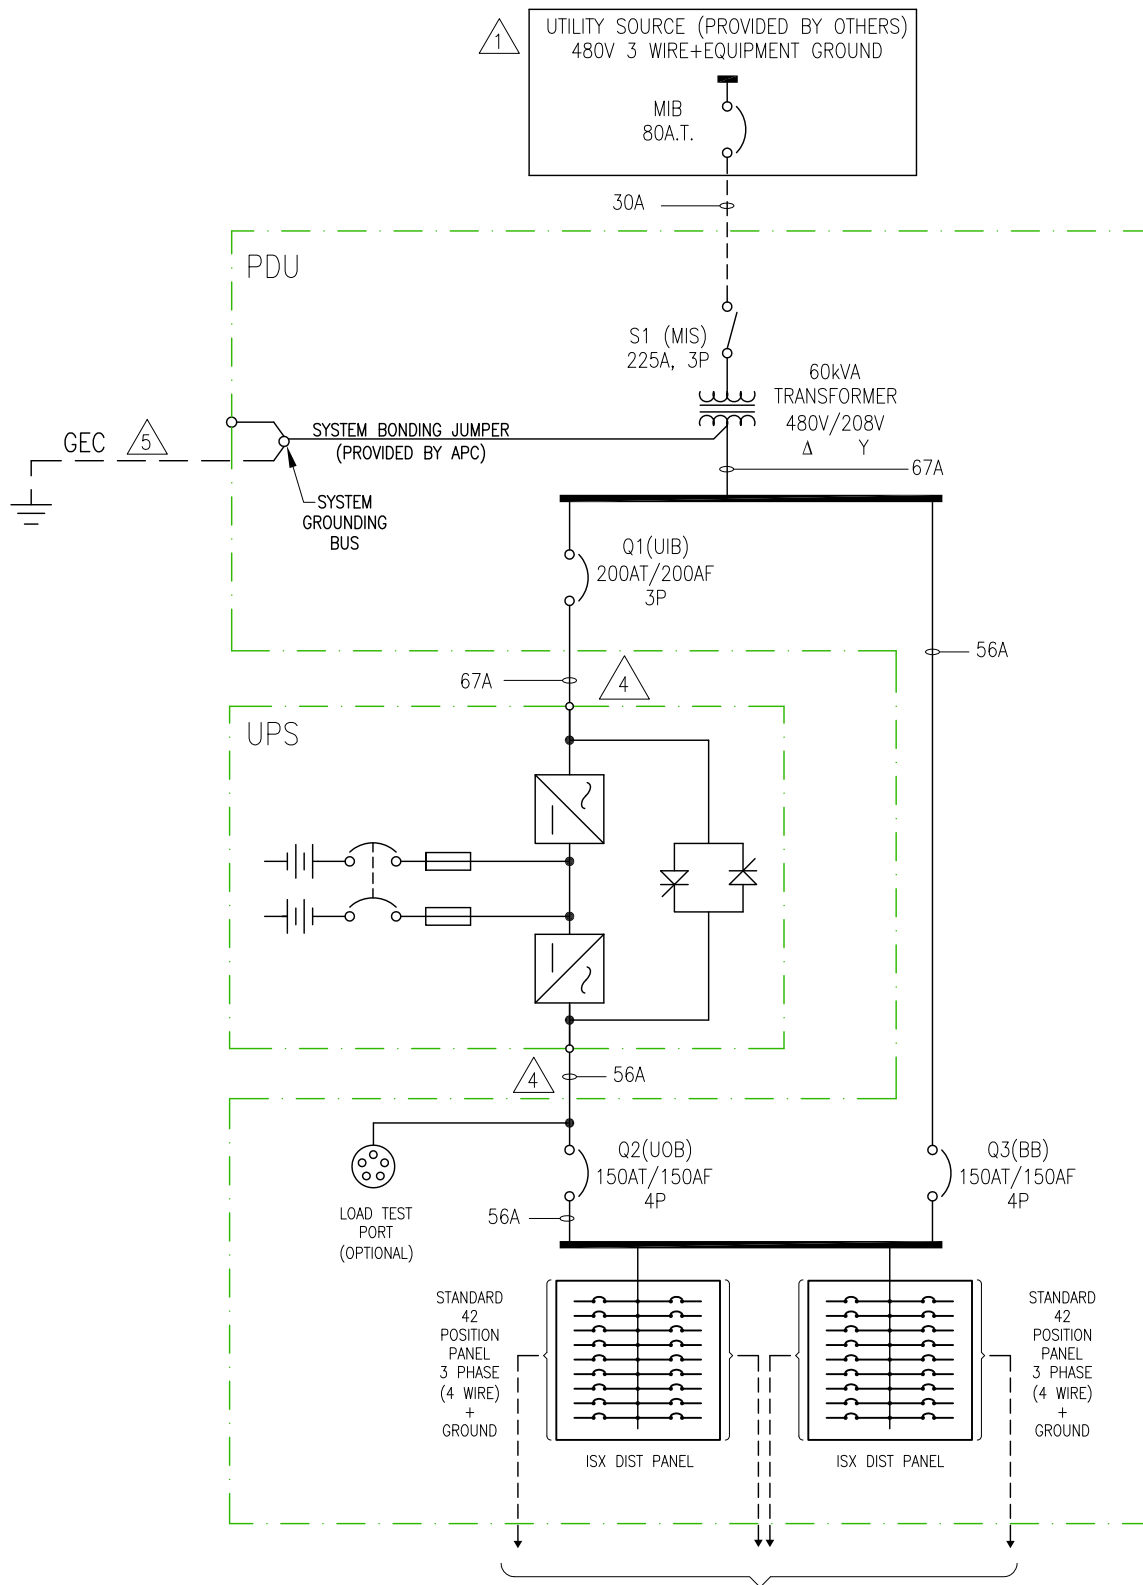 1
UTILITY SOURCE (PROVIDED BY OTHERS)
480V 3 WIRE+EQUIPMENT GROUND
MIB
80A.T.
30A
PDU
S1 (MIS)
225A, 3P
60kVA
TRANSFORMER
480V/208V
Δ Y
GEC
5
SYSTEM BONDING JUMPER
(PROVIDED BY APC)
67A
SYSTEM
GROUNDING
BUS
Q1(UIB)
200AT/200AF
3P
56A
67A
4
UPS
4
56A
Q2(UOB)
150AT/150AF
4P
Q3(BB)
150AT/150AF
4P
LOAD TEST
PORT
(OPTIONAL)
56A
STANDARD
42
POSITION
PANEL
3 PHASE
(4 WIRE)
+
GROUND
STANDARD
42
POSITION
PANEL
3 PHASE
(4 WIRE)
+
GROUND
ISX DIST PANEL
ISX DIST PANEL